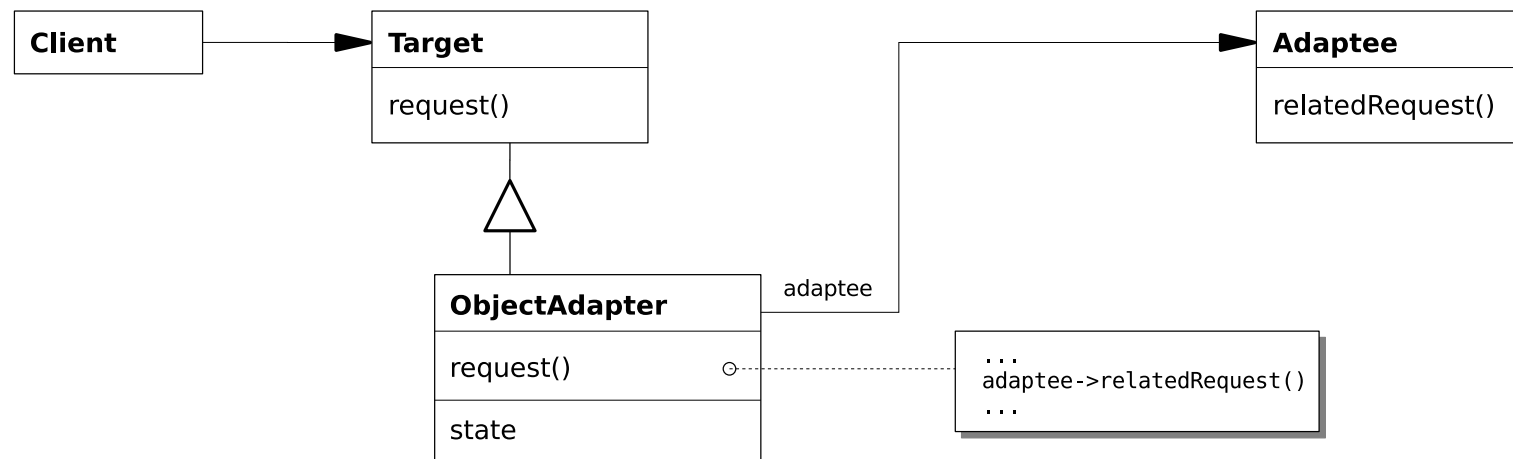 Client
Target
request()
Adaptee
relatedRequest()
ObjectAdapter
request()
state
adaptee
...
adaptee->relatedRequest()
...